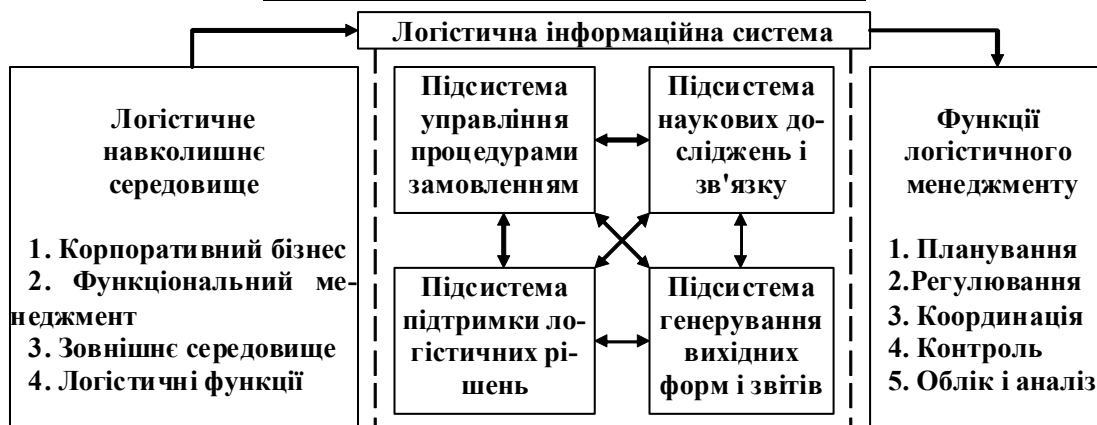 Логістична інформаційна система
Логістичне
навколишнє
середовище
1. Корпоративний бізнес
2. Функціональний ме-
неджмент
3. Зовнішнє середовище
4. Логістичні функції
Підсистема
управління
процедурами
замовленням
Підсистема
наукових до-
сліджень і
зв'язку
Підсистема
підтримки ло-
гістичних рі-
шень
Підсистема
генерування
вихідних
форм і звітів
Функції
логістичного
менеджменту
1. Планування
2.Регулювання
3. Координація
4. Контроль
5. Облік і аналіз